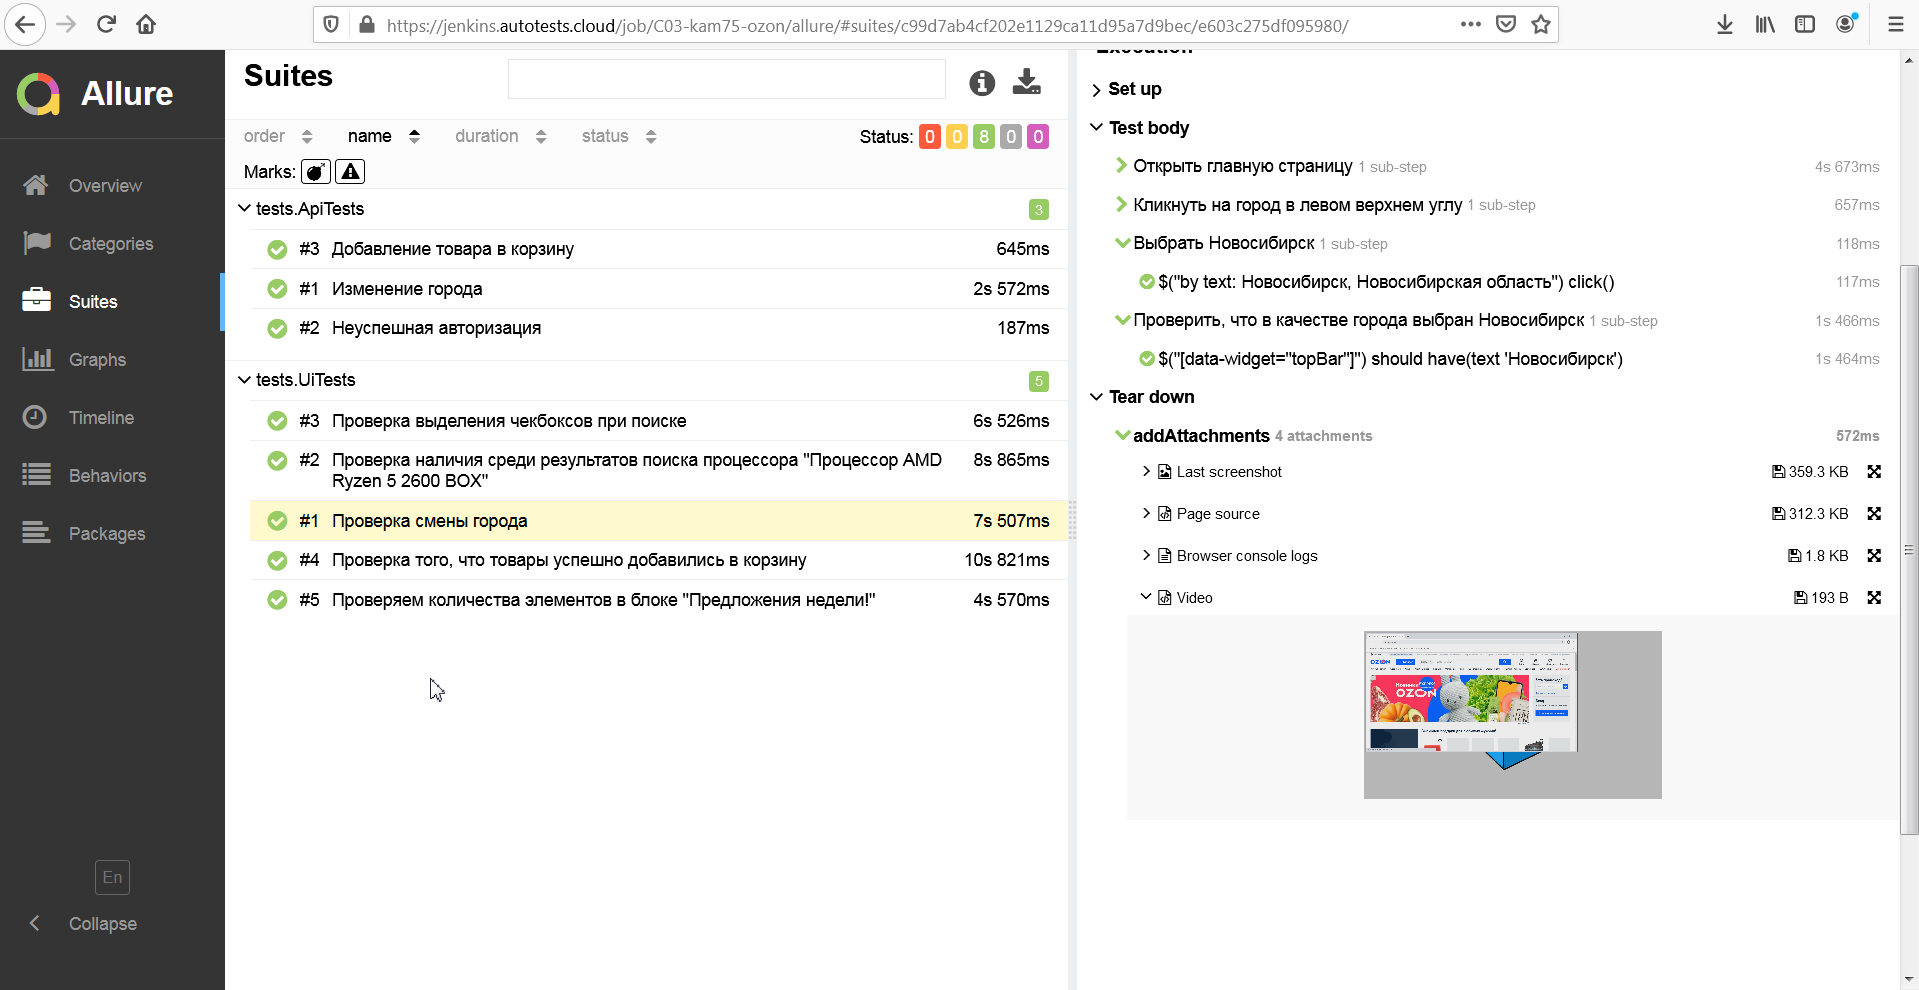 https://jenkins.autotests.cloud/job/C03-kam75-ozon/allure/#suites/c99d7ab4cf202e1129ca11d95a7d9bec/e603c275df095980/
Allure
Overview
Categories
Suites
Graphs
Timeline
Behaviors
Packages
En
Collapse
Suites
order name duration status Status: 0 0 8 0 0
Marks:
tests.ApiTests 3
#3 Добавление товара в корзину 645ms
#1 Изменение города 2s 572ms
#2 Неуспешная авторизация 187ms
tests.UiTests 5
#3 Проверка выделения чекбоксов при поиске 6s 526ms
#2 Проверка наличия среди результатов поиска процессора "Процессор AMD 8s 865ms
Ryzen 5 2600 BOX"
#1 Проверка смены города 7s 507ms
#4 Проверка того, что товары успешно добавились в корзину 10s 821ms
#5 Проверяем количества элементов в блоке "Предложения недели!" 4s 570ms
Execution
Set up
Test body
Открыть главную страницу 1 sub-step 4s 673ms
Кликнуть на город в левом верхнем углу 1 sub-step 657ms
Выбрать Новосибирск 1 sub-step 118ms
$("by text: Новосибирск, Новосибирская область") click() 117ms
Проверить, что в качестве города выбран Новосибирск 1 sub-step 1s 466ms
$("[data-widget="topBar"]") should have(text 'Новосибирск') 1s 464ms
Tear down
addAttachments 4 attachments 572ms
Last screenshot 359.3 KB
Page source 312.3 KB
Browser console logs 1.8 KB
Video 193 B
OZON
OZON